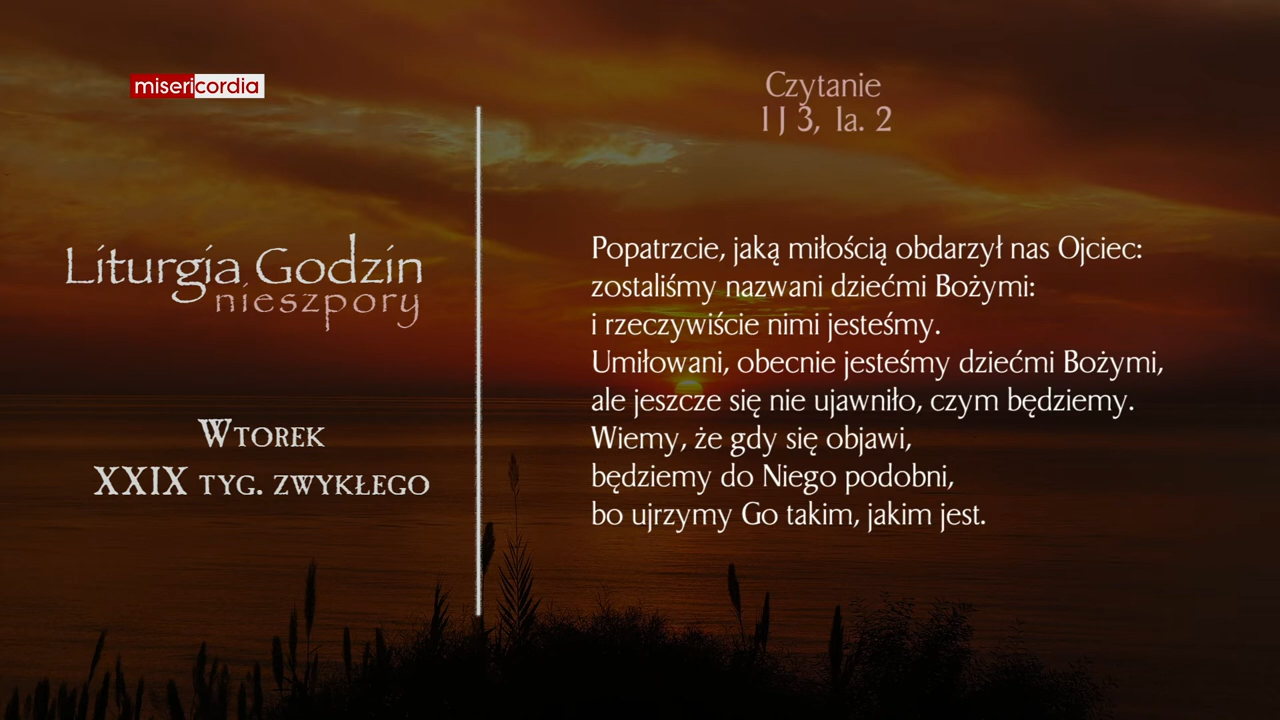 misericordia
Liturgia Godzin
nieszpory
Wtorek
XXIX tyg. zwykłego
Czytanie
1 J 3, 1a. 2
Popatrzcie, jaką miłością obdarzył nas Ojciec:
zostaliśmy nazwani dziećmi Bożymi:
i rzeczywiście nimi jesteśmy.
Umiłowani, obecnie jesteśmy dziećmi Bożymi,
ale jeszcze się nie ujawniło, czym będziemy.
Wiemy, że gdy się objawi,
będziemy do Niego podobni,
bo ujrzymy Go takim, jakim jest.